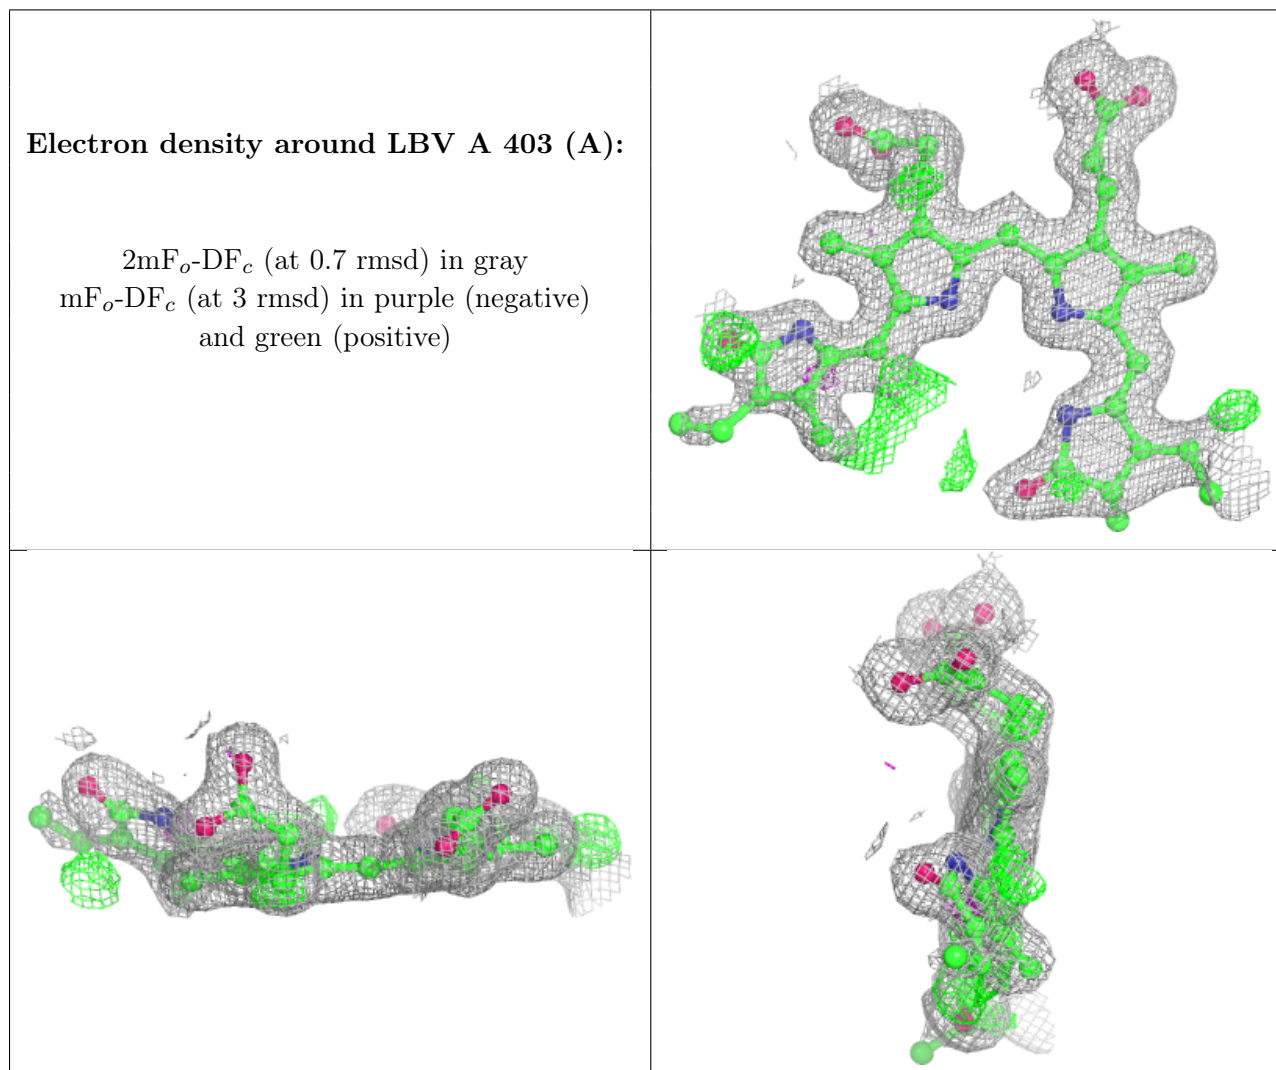 Electron density around LBV A 403 (A):
2mFₒ-DF𝑐 (at 0.7 rmsd) in gray
mFₒ-DF𝑐 (at 3 rmsd) in purple (negative)
and green (positive)